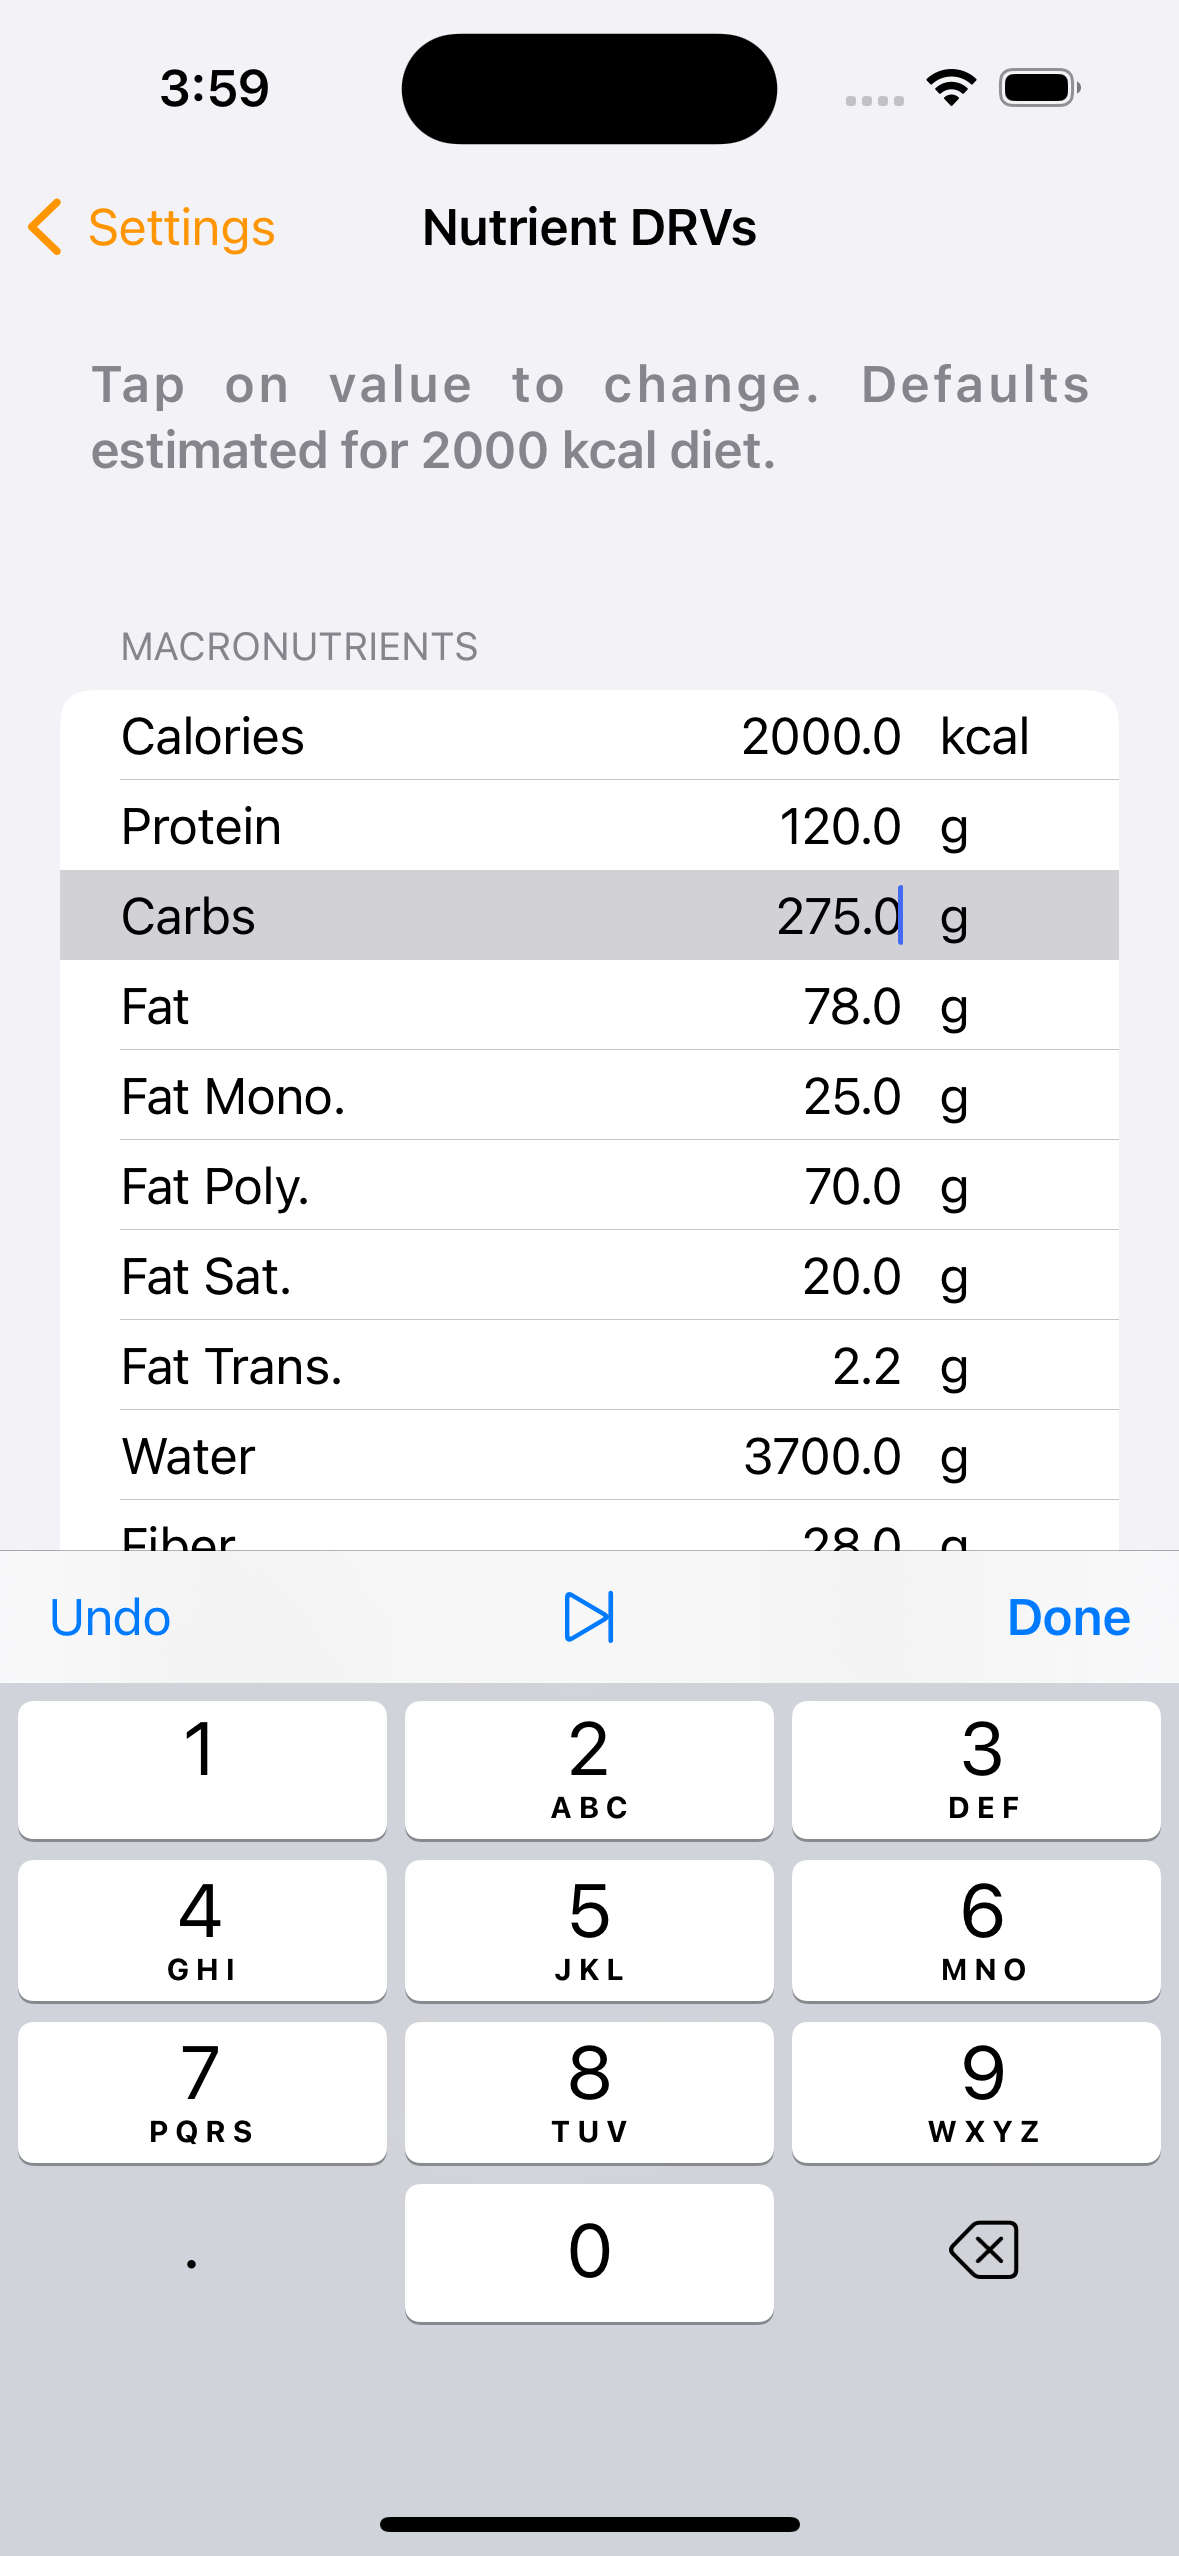 3:59
Settings
Nutrient DRVs
Tap on value to change. Defaults
estimated for 2000 kcal diet.
MACRONUTRIENTS
Calories 2000.0 kcal
Protein 120.0 g
Carbs 275.0 g
Fat 78.0 g
Fat Mono. 25.0 g
Fat Poly. 70.0 g
Fat Sat. 20.0 g
Fat Trans. 2.2 g
Water 3700.0 g
Fiber 28.0 g
Undo Done
1 2 3
ABC DEF
4 5 6
GHI JKL MNO
7 8 9
PQRS TUV WXYZ
. 0